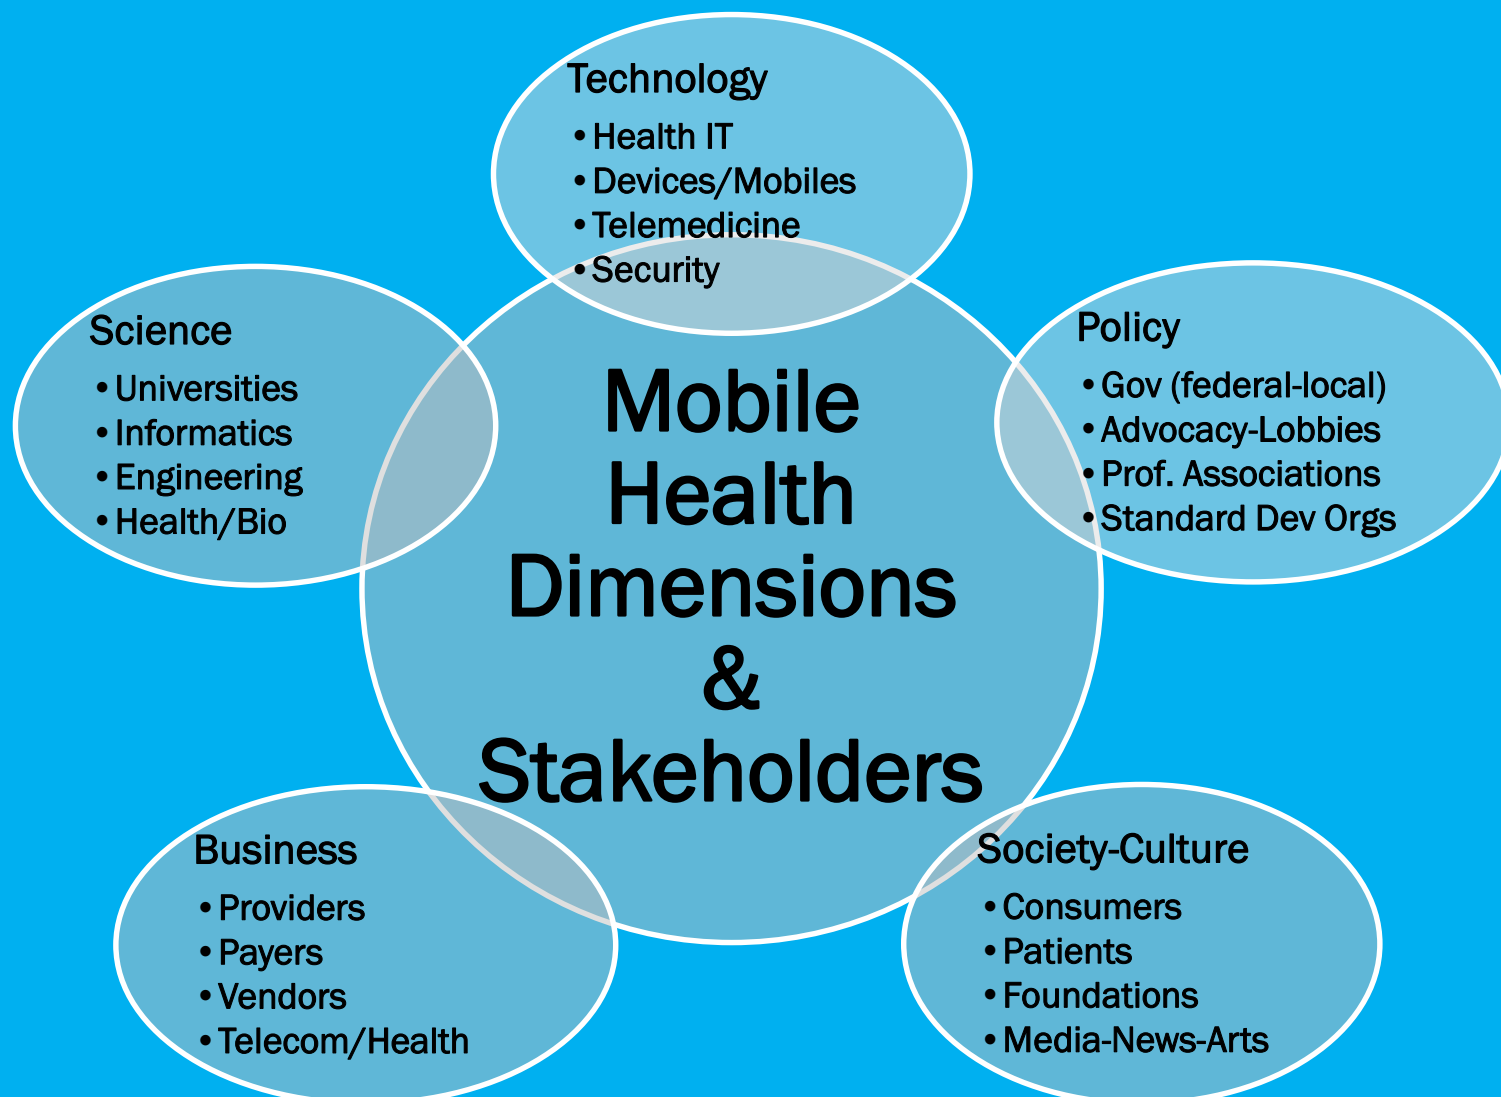 Technology
•Health IT
•Devices/Mobiles
•Telemedicine
•Security
Science
•Universities
•Informatics
•Engineering
•Health/Bio
Policy
•Gov (federal-local)
•Advocacy-Lobbies
•Prof. Associations
•Standard Dev Orgs
Mobile
Health
Dimensions
&
Stakeholders
Business
•Providers
•Payers
•Vendors
•Telecom/Health
Society-Culture
•Consumers
•Patients
•Foundations
•Media-News-Arts